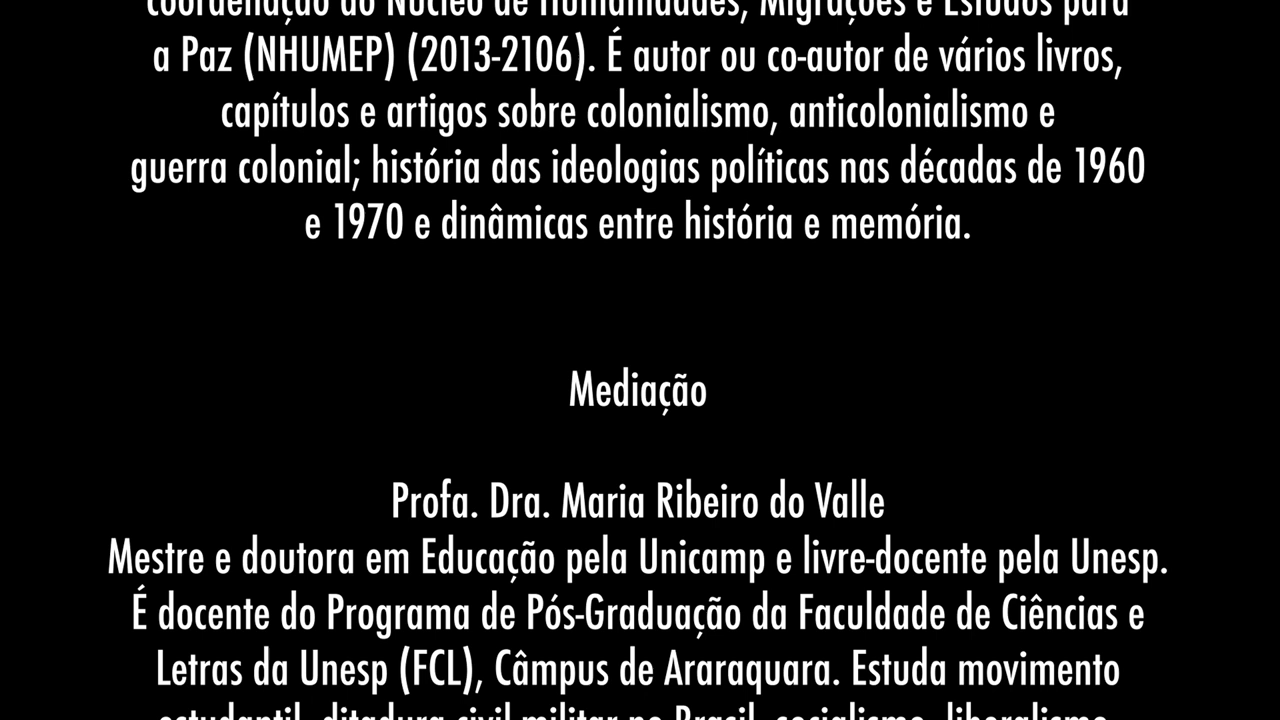 coordenação do Núcleo de Humanidades, Migrações e Estudos para
a Paz (NHUMEP) (2013-2106). É autor ou co-autor de vários livros,
capítulos e artigos sobre colonialismo, anticolonialismo e
guerra colonial; história das ideologias políticas nas décadas de 1960
e 1970 e dinâmicas entre história e memória.
Mediação
Profa. Dra. Maria Ribeiro do Valle
Mestre e doutora em Educação pela Unicamp e livre-docente pela Unesp.
É docente do Programa de Pós-Graduação da Faculdade de Ciências e
Letras da Unesp (FCL), Câmpus de Araraquara. Estuda movimento
estudantil, ditadura civil-militar no Brasil, socialismo, liberalismo,